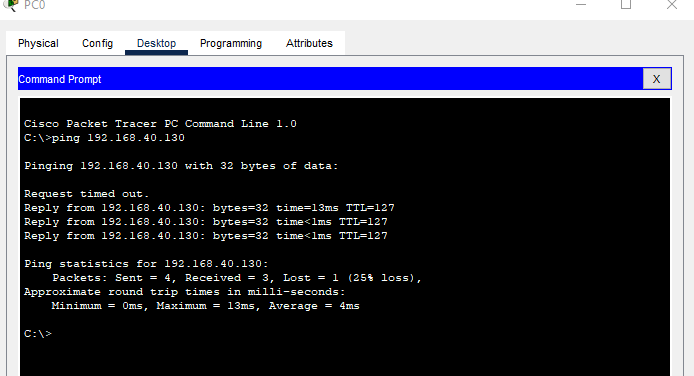 PC0
Physical Config Desktop Programming Attributes
Command Prompt X
Cisco Packet Tracer PC Command Line 1.0
C:\>ping 192.168.40.130
Pinging 192.168.40.130 with 32 bytes of data:
Request timed out.
Reply from 192.168.40.130: bytes=32 time=13ms TTL=127
Reply from 192.168.40.130: bytes=32 time<1ms TTL=127
Reply from 192.168.40.130: bytes=32 time<1ms TTL=127
Ping statistics for 192.168.40.130:
Packets: Sent = 4, Received = 3, Lost = 1 (25% loss),
Approximate round trip times in milli-seconds:
Minimum = 0ms, Maximum = 13ms, Average = 4ms
C:\>